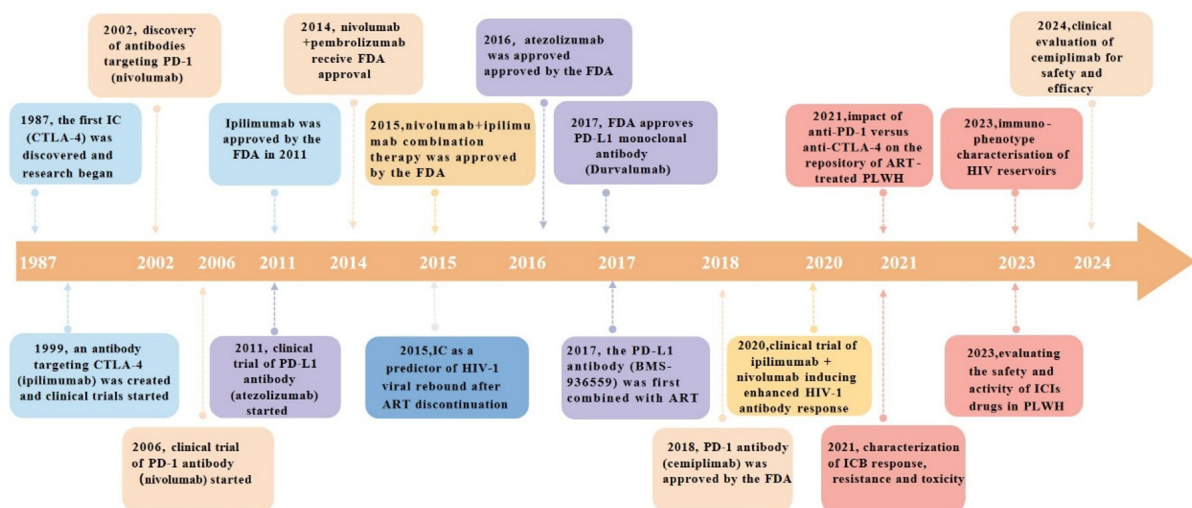 2002, discovery
of antibodies
targeting PD-1
(nivolumab)
2014, nivolumab
+pembrolizumab
receive FDA
approval
2016, atezolizumab
was approved
approved by the FDA
2024,clinical
evaluation of
cemiplimab for
safety and
efficacy
1987, the first IC
(CTLA-4) was
discovered and
research began
Ipilimumab was
approved by the
FDA in 2011
2015,nivolumab+ipilimu
mab combination
therapy was approved
by the FDA
2017, FDA approves
PD-L1 monoclonal
antibody
(Durvalumab)
2021,impact of
anti-PD-1 versus
anti-CTLA-4 on the
repository of ART-
treated PLWH
2023,immuno-
phenotype
characterisation of
HIV reservoirs
1987 2002 2006 2011 2014 2015 2016 2017 2018 2020 2021 2023 2024
1999, an antibody
targeting CTLA-4
(ipilimumab) was created
and clinical trials started
2011, clinical
trial of PD-L1
antibody
(atezolizumab)
started
2015,IC as a
predictor of HIV-1
viral rebound after
ART discontinuation
2017, the PD-L1
antibody (BMS-
936559) was first
combined with ART
2020,clinical trial of
ipilimumab +
nivolumab inducing
enhanced HIV-1
antibody response
2023,evaluating
the safety and
activity of ICIs
drugs in PLWH
2006, clinical trial
of PD-1 antibody
(nivolumab) started
2018, PD-1 antibody
(cemiplimab) was
approved by the FDA
2021, characterization
of ICB response,
resistance and toxicity